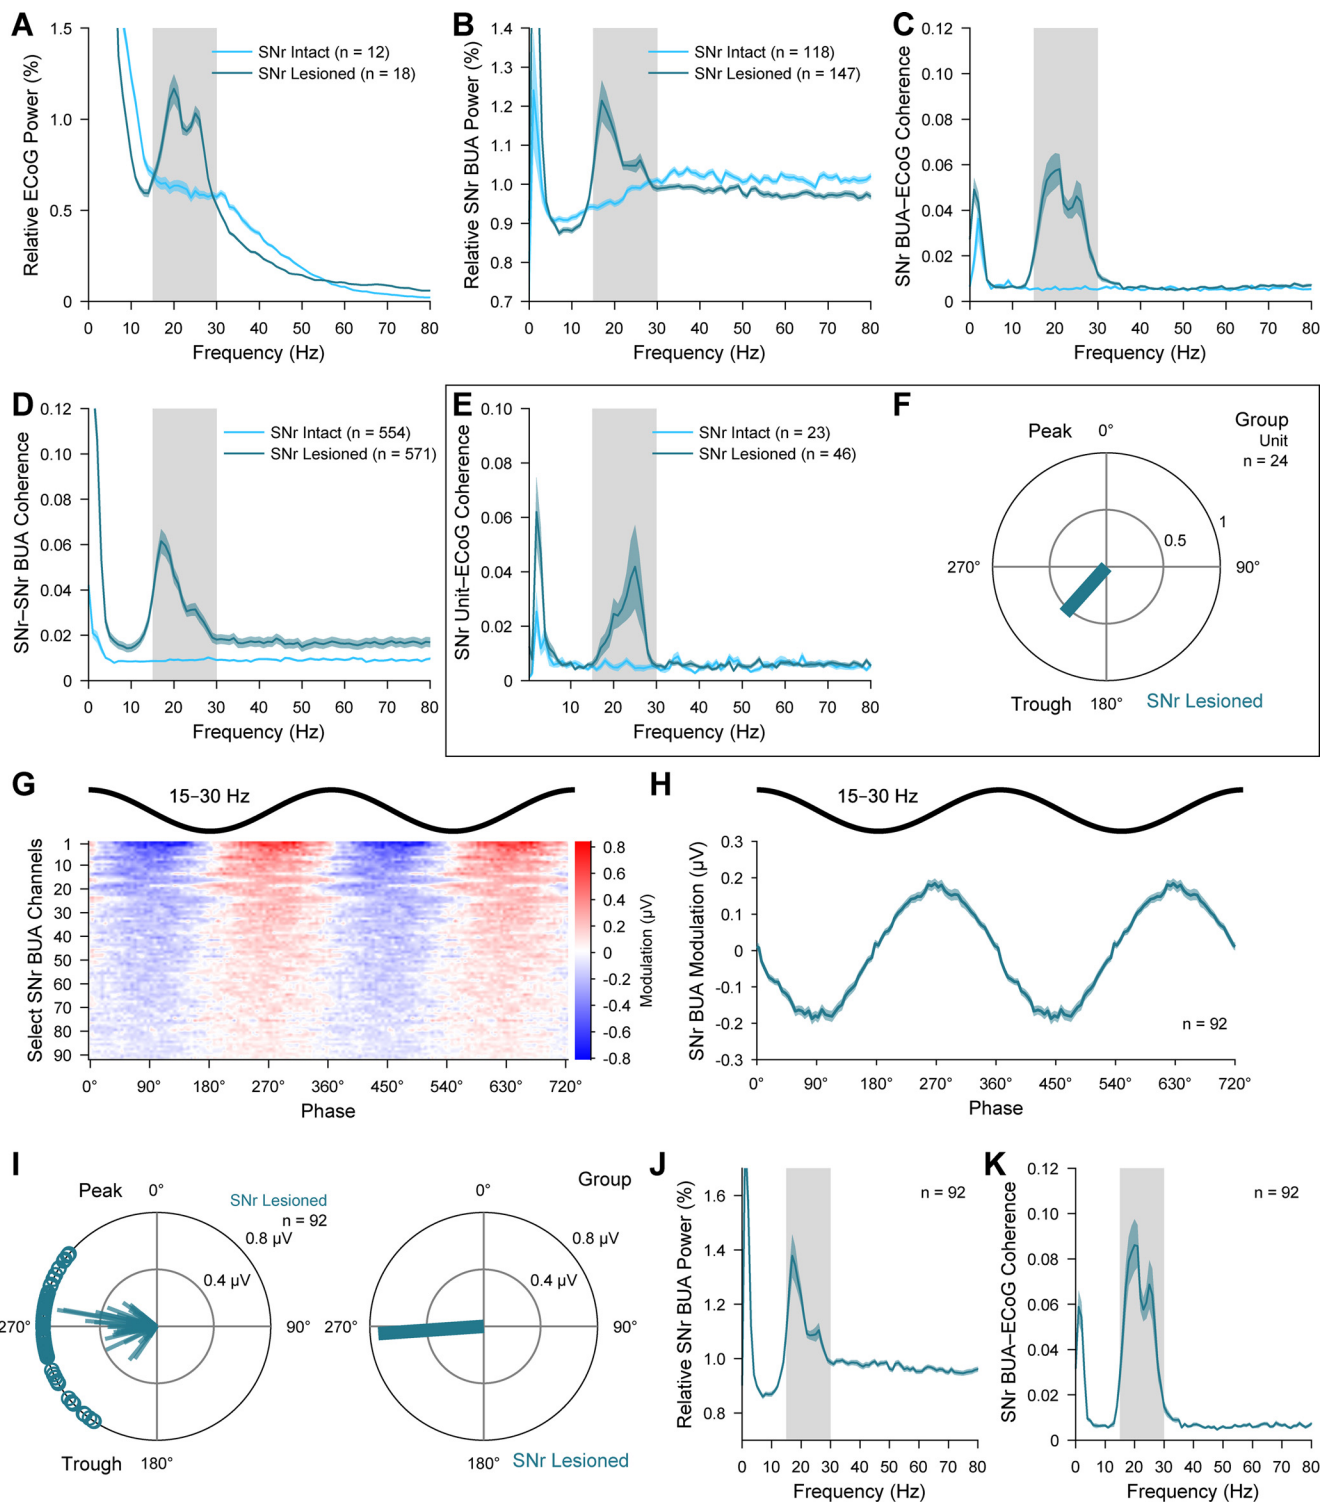 A
Relative ECoG Power (%)
1.5
1.0
0.5
0
SNr Intact (n = 12)
SNr Lesioned (n = 18)
0 10 20 30 40 50 60 70 80
Frequency (Hz)
B
Relative SNr BUA Power (%)
1.4
1.3
1.2
1.1
1.0
0.9
0.8
0.7
SNr Intact (n = 118)
SNr Lesioned (n = 147)
0 10 20 30 40 50 60 70 80
Frequency (Hz)
C
SNr BUA–ECoG Coherence
0.12
0.10
0.08
0.06
0.04
0.02
0
0 10 20 30 40 50 60 70 80
Frequency (Hz)
D
SNr–SNr BUA Coherence
0.12
0.10
0.08
0.06
0.04
0.02
0
SNr Intact (n = 554)
SNr Lesioned (n = 571)
0 10 20 30 40 50 60 70 80
Frequency (Hz)
E
SNr Unit–ECoG Coherence
0.10
0.08
0.06
0.04
0.02
0
SNr Intact (n = 23)
SNr Lesioned (n = 46)
10 20 30 40 50 60 70 80
Frequency (Hz)
F
Peak 0°
Group
Unit
n = 24
1
0.5
270° 90°
Trough 180° SNr Lesioned
G
15–30 Hz
Select SNr BUA Channels
1
10
20
30
40
50
60
70
80
90
0° 90° 180° 270° 360° 450° 540° 630° 720°
Phase
0.8
0.6
0.4
0.2
0
-0.2
-0.4
-0.6
-0.8
Modulation (µV)
H
15–30 Hz
SNr BUA Modulation (µV)
0.3
0.2
0.1
0
-0.1
-0.2
-0.3
n = 92
0° 90° 180° 270° 360° 450° 540° 630° 720°
Phase
I
Peak 0°
SNr Lesioned
n = 92
0.8 µV
0.4 µV
270° 90°
Trough 180°
Group
0°
0.8 µV
0.4 µV
270° 90°
180° SNr Lesioned
J
Relative SNr BUA Power (%)
1.6
1.4
1.2
1.0
0.8
n = 92
0 10 20 30 40 50 60 70 80
Frequency (Hz)
K
SNr BUA–ECoG Coherence
0.12
0.10
0.08
0.06
0.04
0.02
0
n = 92
0 10 20 30 40 50 60 70 80
Frequency (Hz)